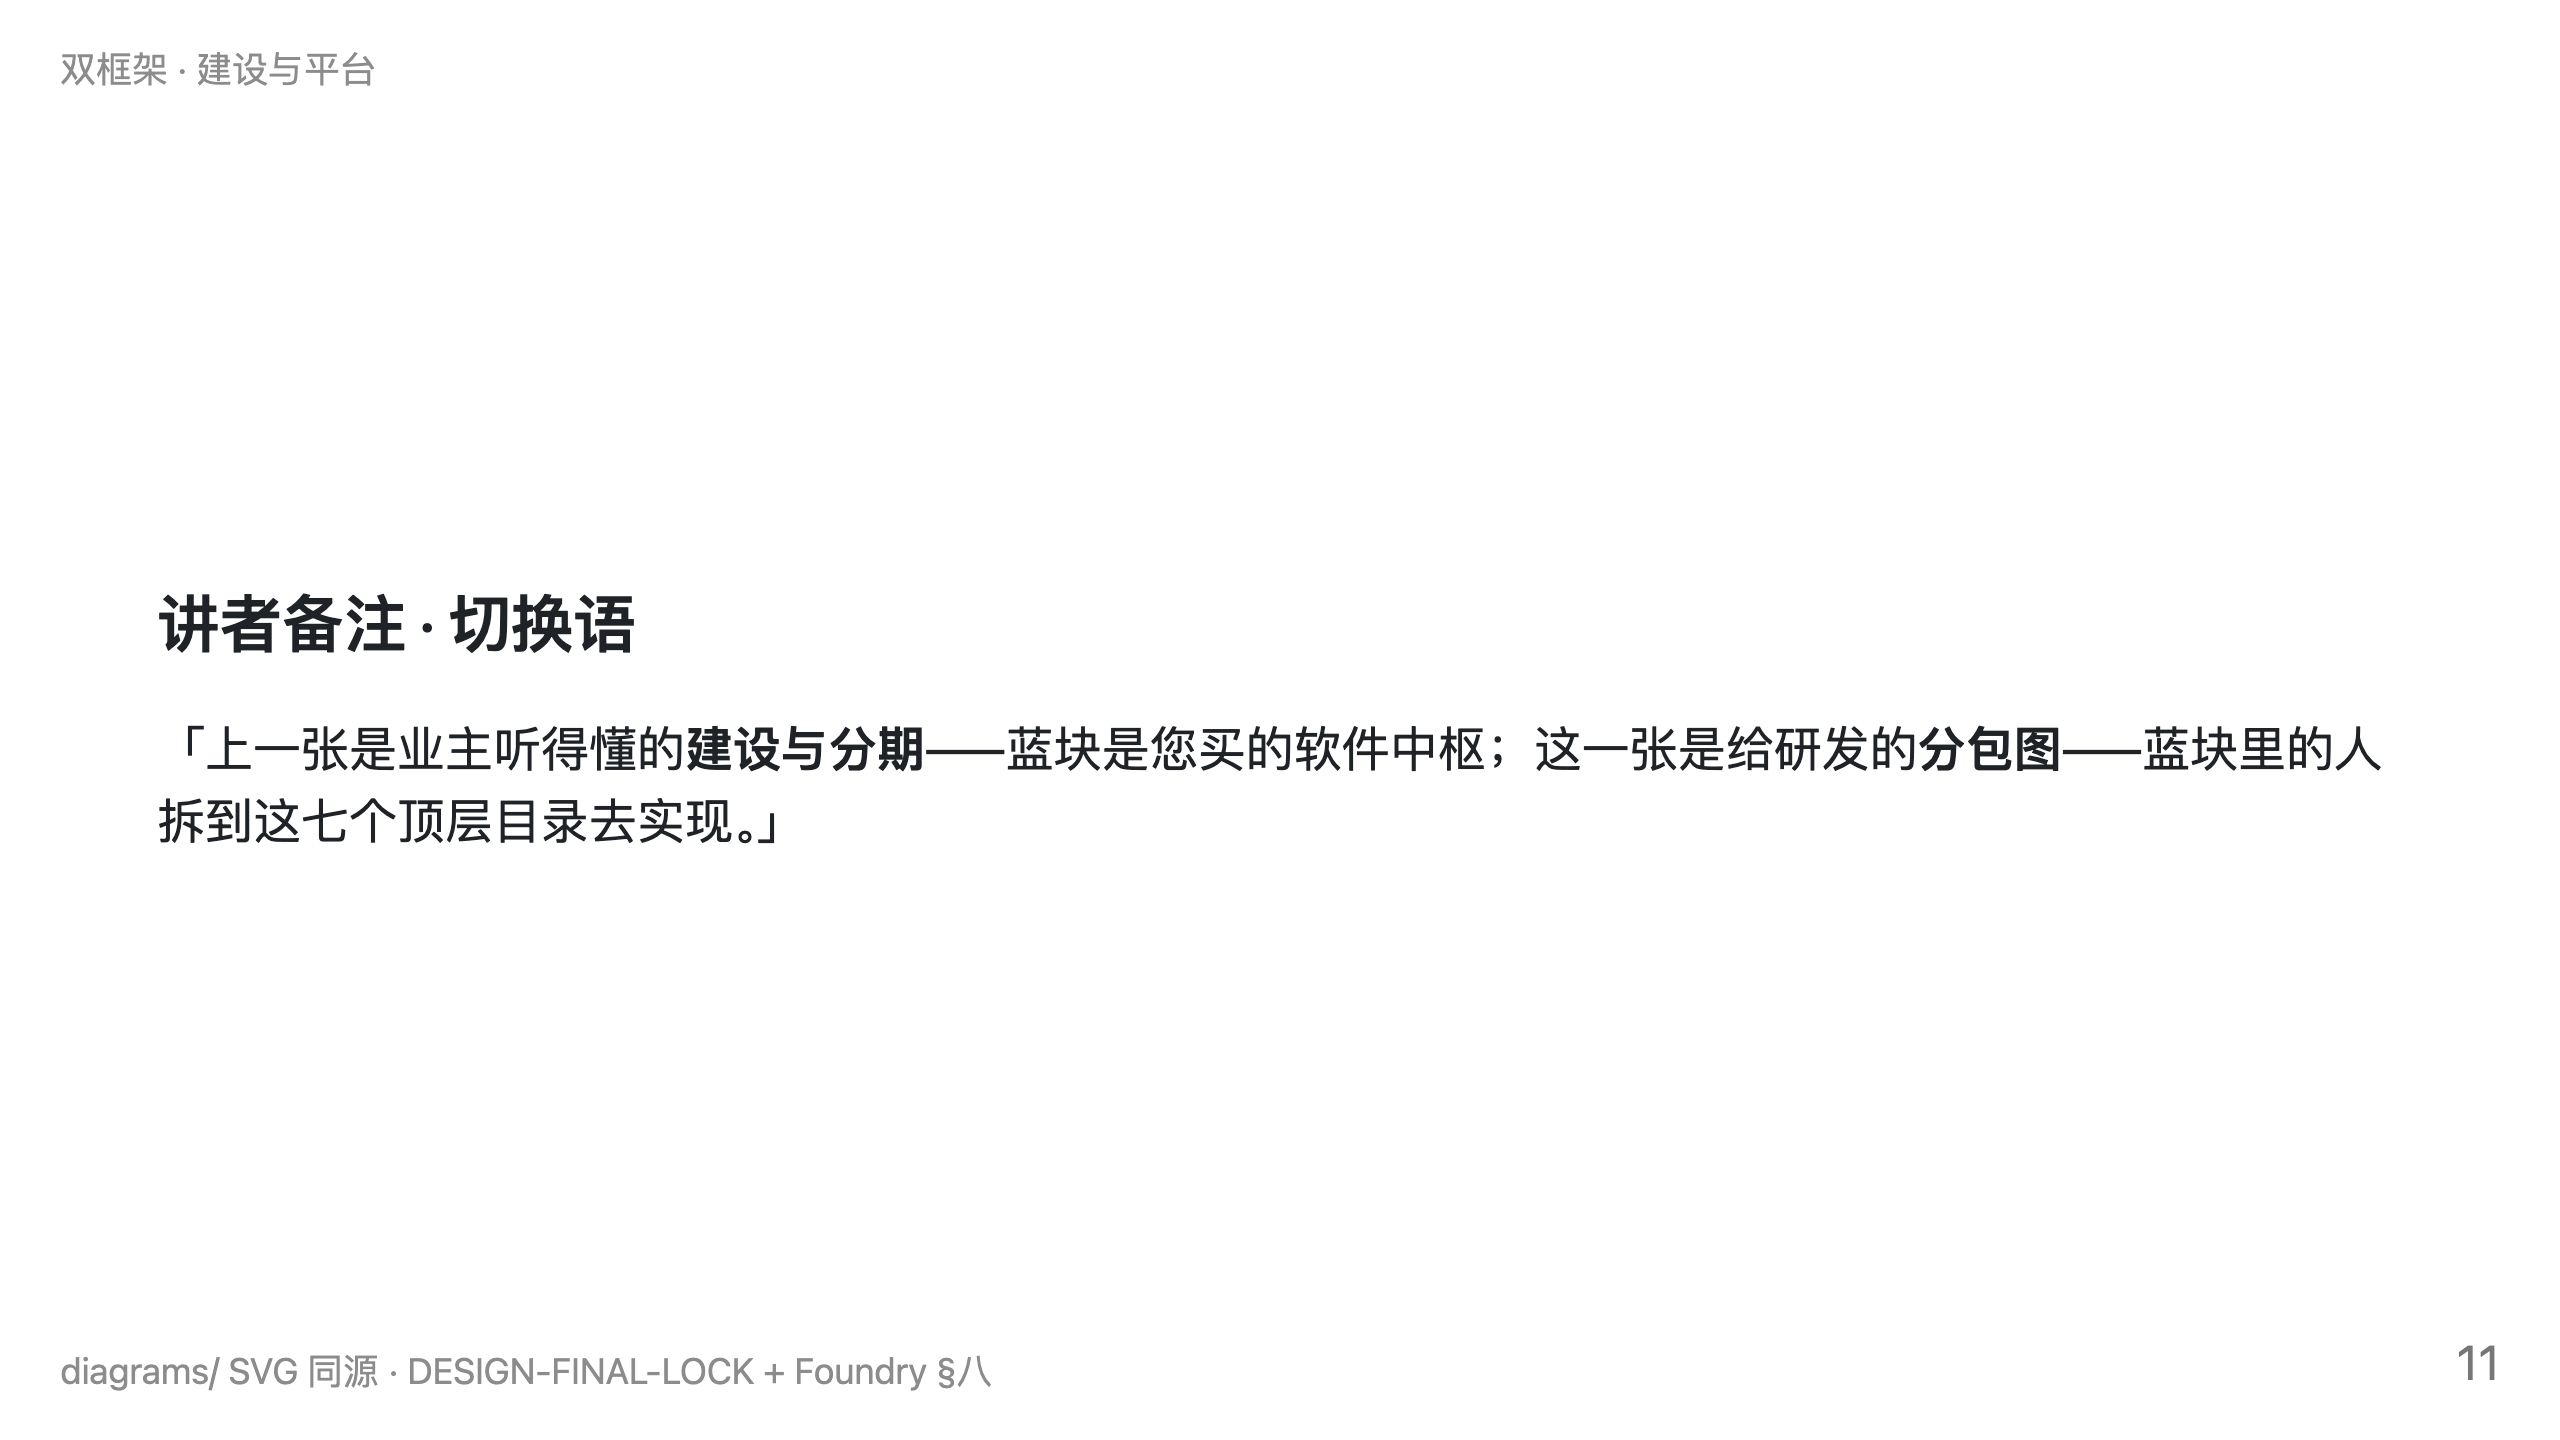 双框架 · 建设与平台
讲者备注 · 切换语
「上一张是业主听得懂的建设与分期——蓝块是您买的软件中枢；这一张是给研发的分包图——蓝块里的人
拆到这七个顶层目录去实现。」
diagrams/ SVG 同源 · DESIGN-FINAL-LOCK + Foundry §八
11